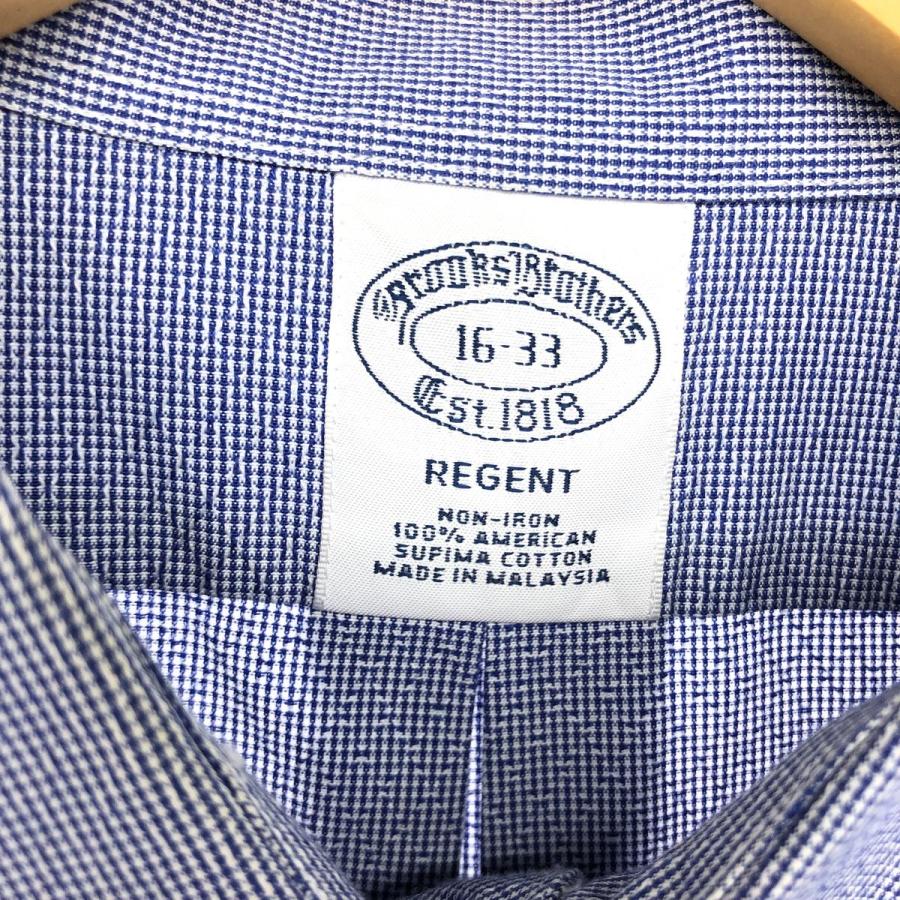 Brooks Brothers
16-33
Est. 1818
REGENT
NON-IRON
100% AMERICAN
SUPIMA COTTON
MADE IN MALAYSIA